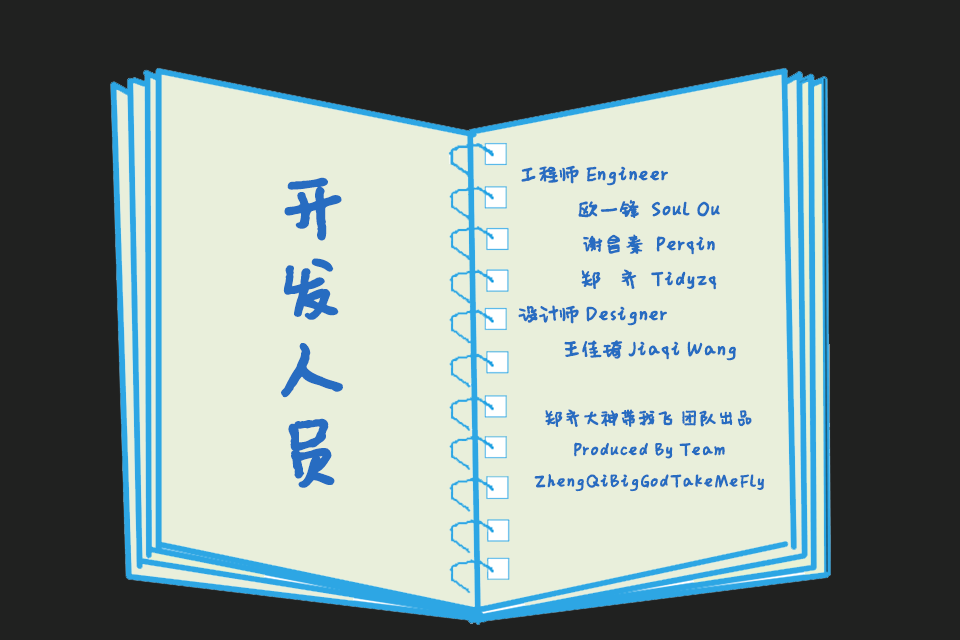 开发人员
工程师 Engineer
欧一锋 Soul Ou
谢昌秦 Perqin
郑 齐 Tidyzq
设计师 Designer
王佳琦 Jiaqi Wang
郑齐大神带我飞 团队出品
Produced By Team
ZhengQiBigGodTakeMeFly